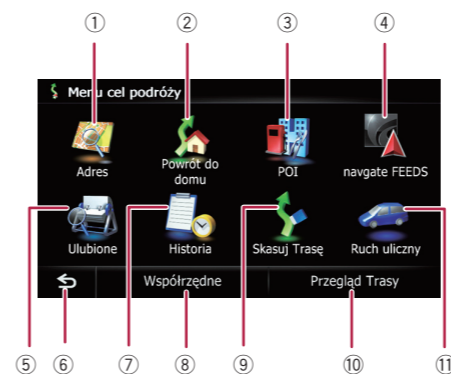 ① ② ③ ④
Menu cel podróży
Adres
Powrót do
domu
POI
navgate FEEDS
Ulubione
Historia
Skasuj Trasę
Ruch uliczny
Współrzędne
Przegląd Trasy
⑤ ⑥ ⑦ ⑧ ⑨ ⑩ ⑪